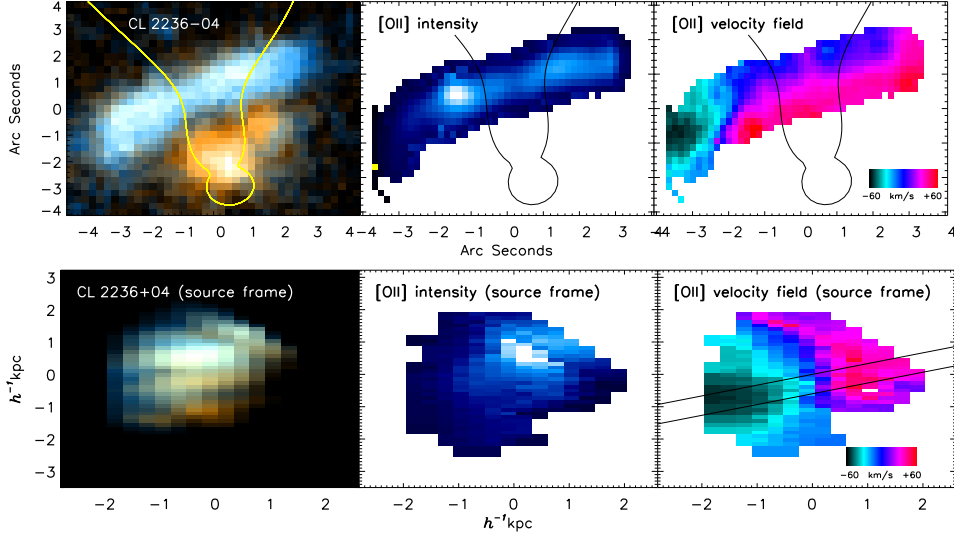 CL 2236−04
[OII] intensity
[OII] velocity field
Arc Seconds
4
3
2
1
0
−1
−2
−3
−4
−60 km/s +60
−4 −3 −2 −1 0 1 2 3 4
−4 −3 −2 −1 0 1 2 3
−4 −3 −2 −1 0 1 2 3 4
Arc Seconds
CL 2236+04 (source frame)
[OII] intensity (source frame)
[OII] velocity field (source frame)
h⁻¹kpc
3
2
1
0
−1
−2
−3
−60 km/s +60
−2 −1 0 1 2
−2 −1 0 1 2
−2 −1 0 1 2
h⁻¹kpc